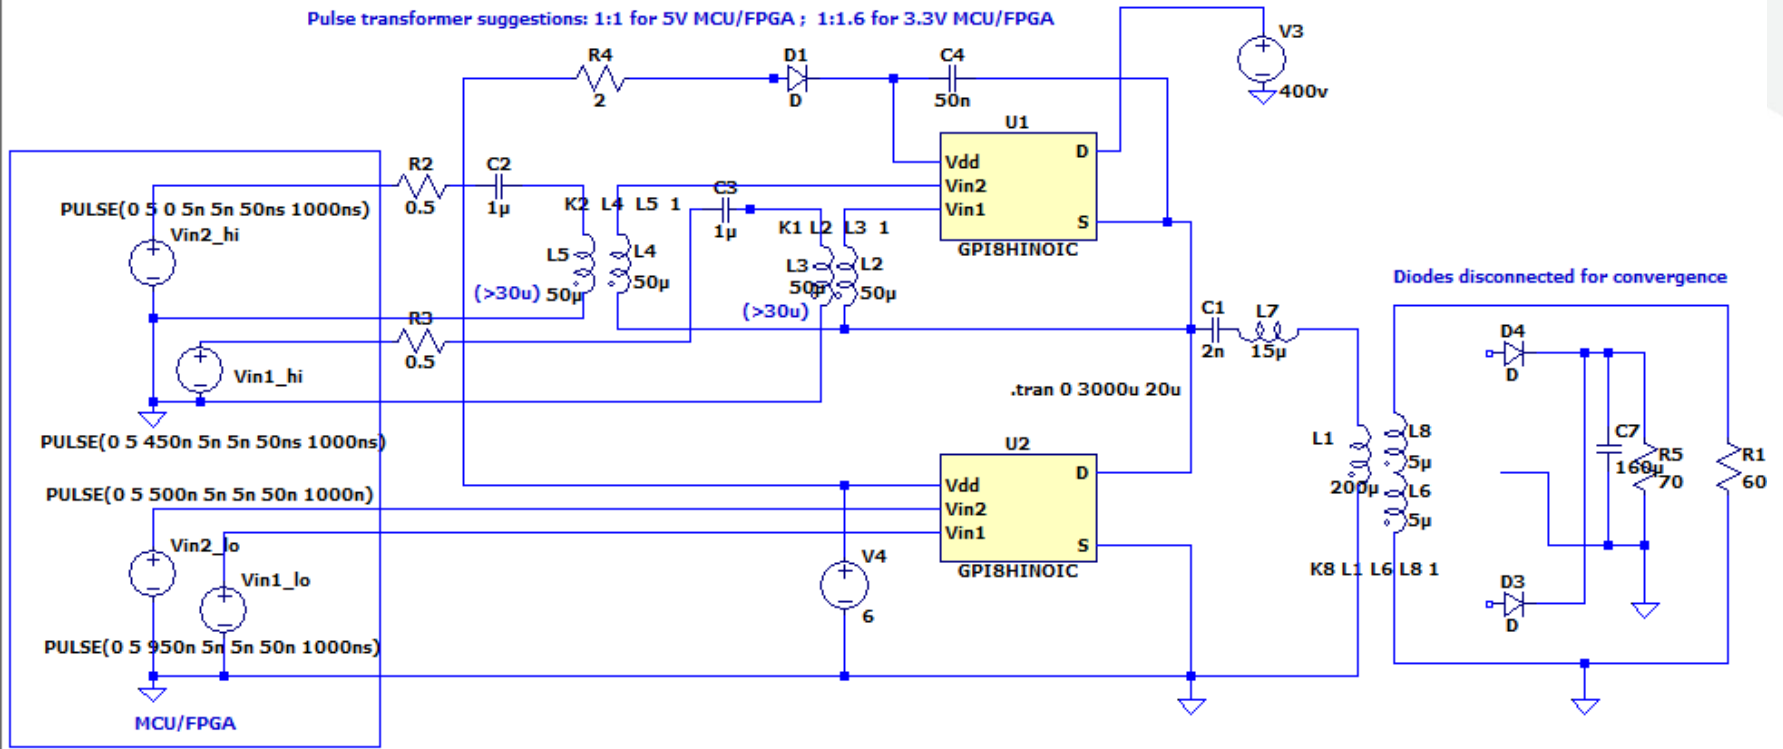 Pulse transformer suggestions: 1:1 for 5V MCU/FPGA ; 1:1.6 for 3.3V MCU/FPGA
V3
400v
R4
2
D1
D
C4
50n
U1
Vdd
Vin2
Vin1
D
S
GPI8HINOIC
R2
0.5
C2
1µ
PULSE(0 5 0 5n 5n 50ns 1000ns)
Vin2_hi
K2 L4 L5 1
C3
1µ
K1 L2 L3 1
L5
50µ
L4
50µ
(>30u)
L3
50µ
L2
50µ
(>30u)
R3
0.5
Vin1_hi
PULSE(0 5 450n 5n 5n 50ns 1000ns)
C1
2n
L7
15µ
.tran 0 3000u 20u
Diodes disconnected for convergence
D4
D
L1
200µ
L8
5µ
L6
5µ
C7
160µ
R5
70
R1
60
K8 L1 L6 L8 1
D3
D
U2
Vdd
Vin2
Vin1
D
S
GPI8HINOIC
PULSE(0 5 500n 5n 5n 50n 1000n)
Vin2_lo
Vin1_lo
V4
6
PULSE(0 5 950n 5n 5n 50n 1000ns)
MCU/FPGA